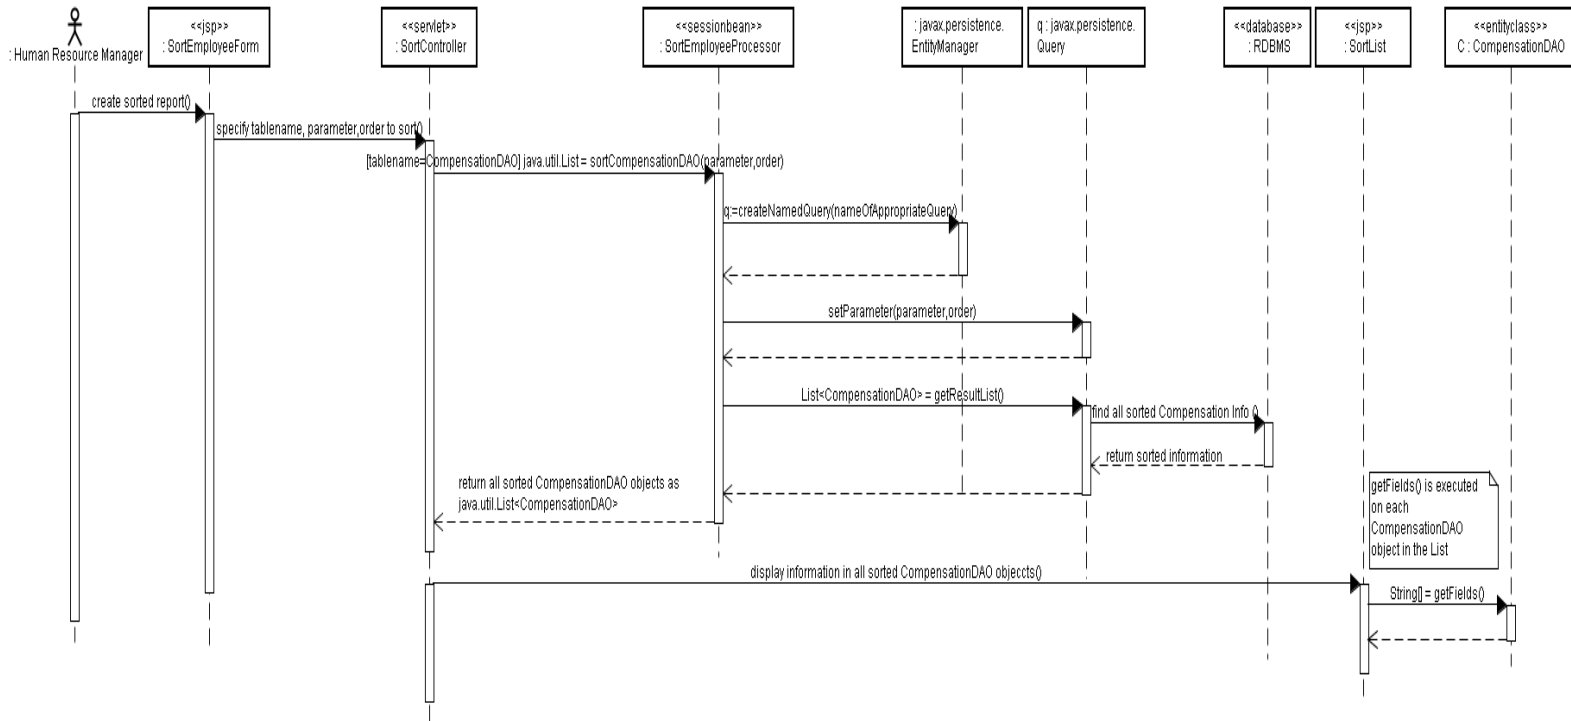 <<jsp>>
: SortEmployeeForm
<<servlet>>
: SortController
<<sessionbean>>
: SortEmployeeProcessor
: javax.persistence.
EntityManager
q : javax.persistence.
Query
<<database>>
: RDBMS
<<jsp>>
: SortList
<<entityclass>>
C : CompensationDAO
: Human Resource Manager
create sorted report()
specify tablename, parameter,order to sort()
[tablename=CompensationDAO] java.util.List = sortCompensationDAO(parameter,order)
q:=createNamedQuery(nameOfAppropriateQuery)
setParameter(parameter,order)
List<CompensationDAO> = getResultList()
find all sorted Compensation Info ()
return sorted information
return all sorted CompensationDAO objects as
java.util.List<CompensationDAO>
getFields() is executed
on each
CompensationDAO
object in the List
display information in all sorted CompensationDAO objeccts()
String[] = getFields()